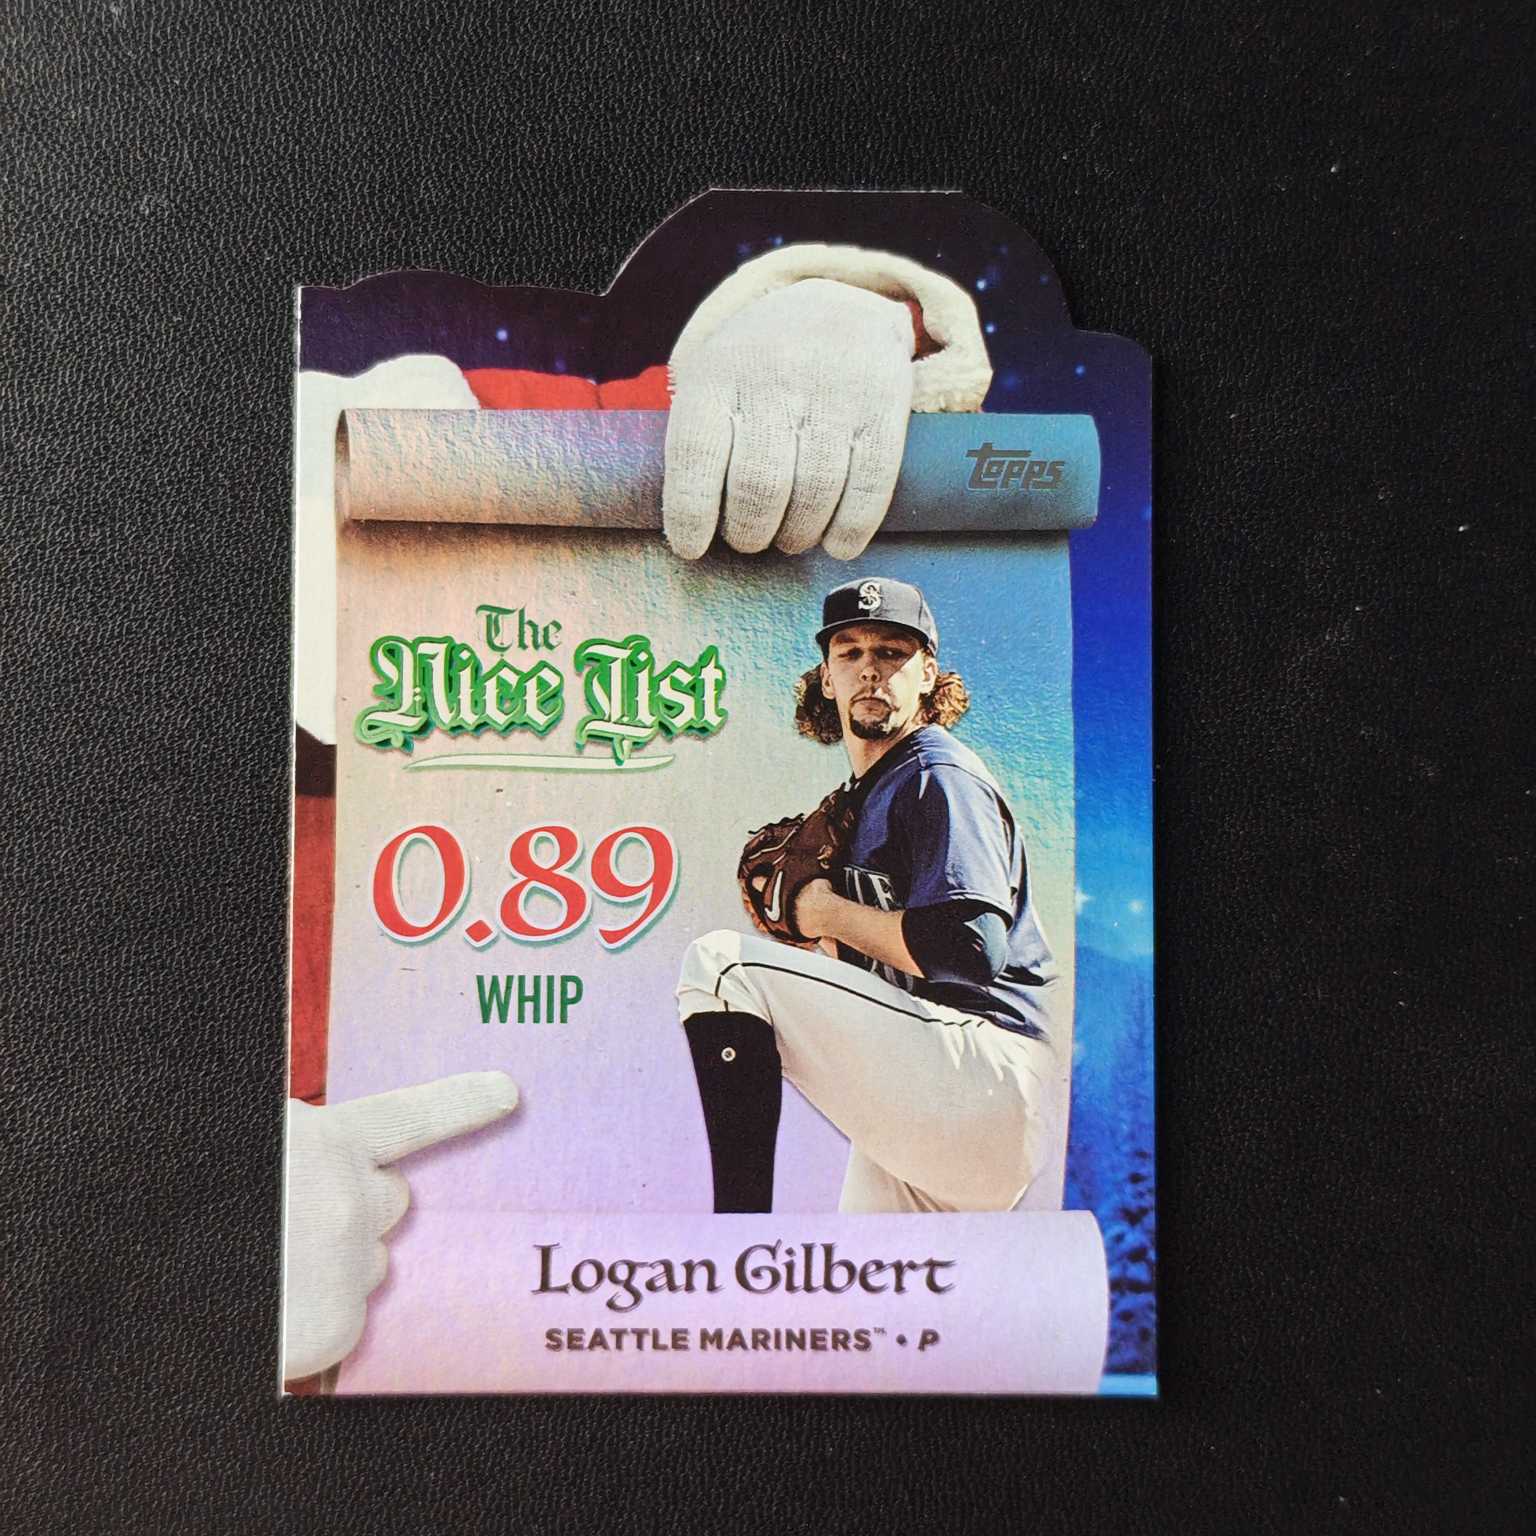 topps
The
Nice List
0.89
WHIP
S
Logan Gilbert
SEATTLE MARINERS™ • P